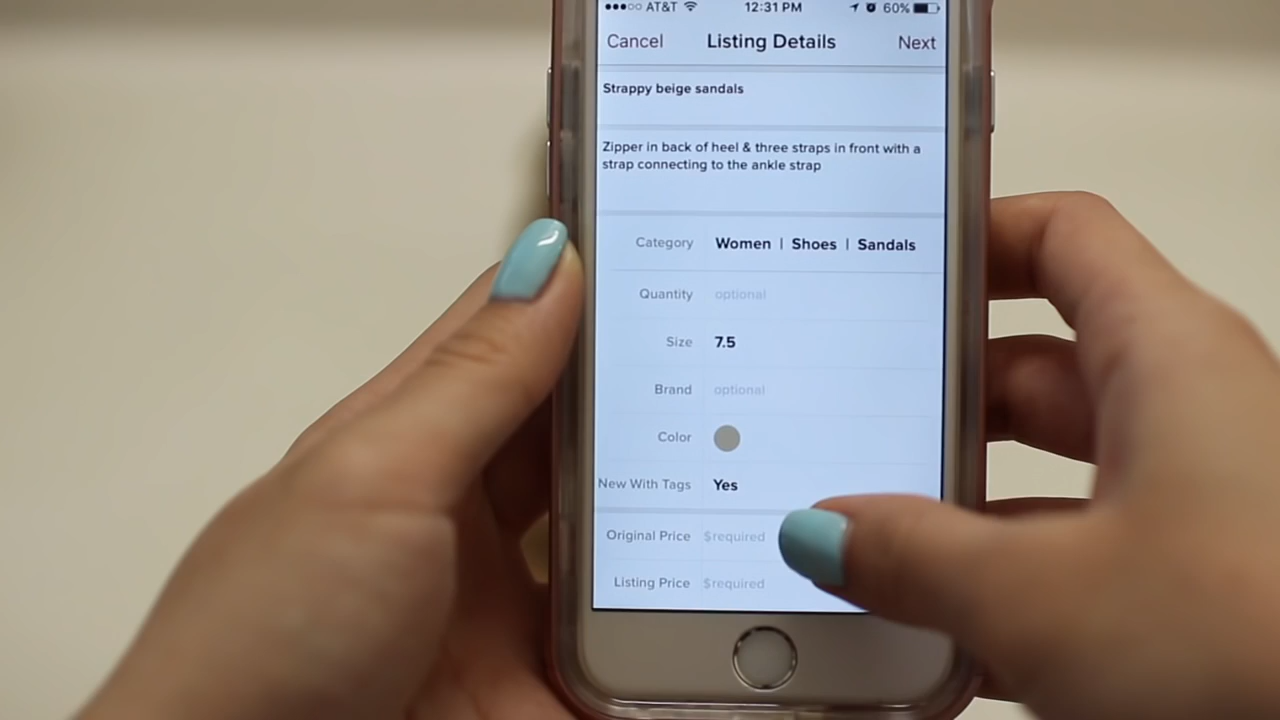 AT&T 12:31 PM 60%
Cancel Listing Details Next
Strappy beige sandals
Zipper in back of heel & three straps in front with a
strap connecting to the ankle strap
Category Women | Shoes | Sandals
Quantity optional
Size 7.5
Brand optional
Color
New With Tags Yes
Original Price $required
Listing Price $required